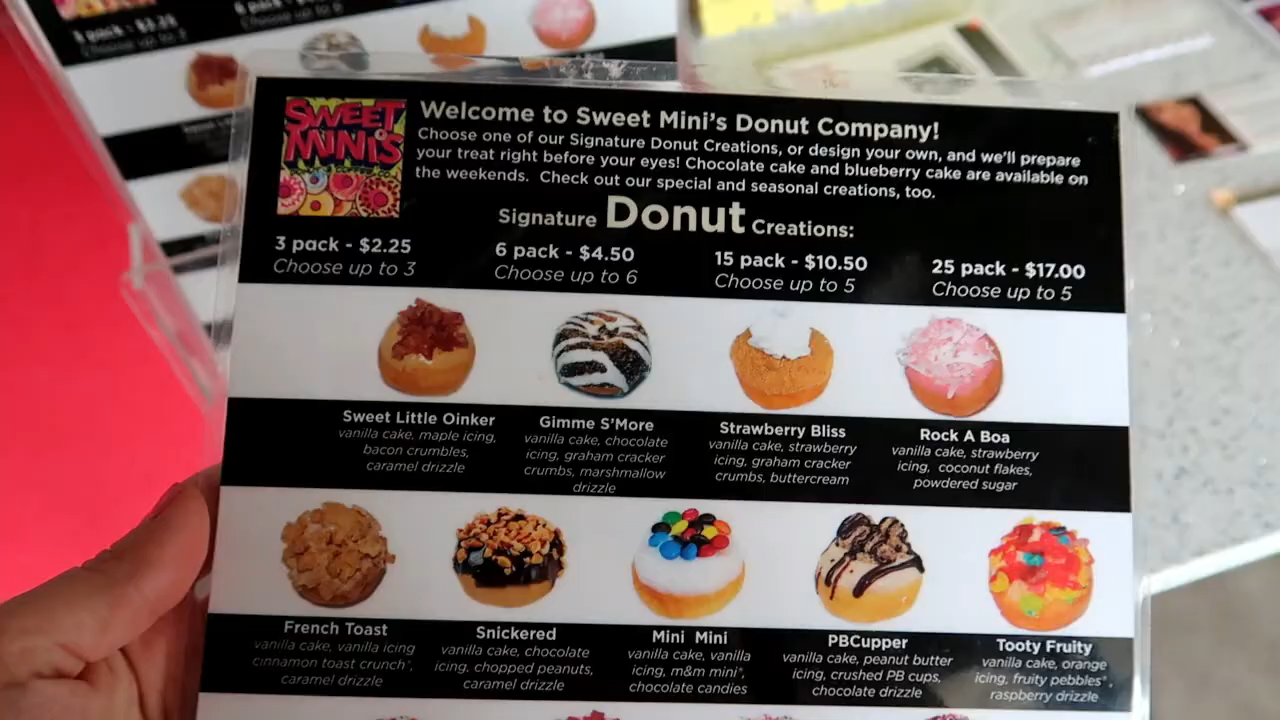 3 pack - $2.25
Choose up to
Choose up to 6
SWEET
MINIS
Welcome to Sweet Mini's Donut Company!
Choose one of our Signature Donut Creations, or design your own, and we'll prepare
your treat right before your eyes! Chocolate cake and blueberry cake are available on
the weekends. Check out our special and seasonal creations, too.
Signature Donut Creations:
3 pack - $2.25
Choose up to 3
6 pack - $4.50
Choose up to 6
15 pack - $10.50
Choose up to 5
25 pack - $17.00
Choose up to 5
Sweet Little Oinker
vanilla cake, maple icing,
bacon crumbles,
caramel drizzle
Gimme S'More
vanilla cake, chocolate
icing, graham cracker
crumbs, marshmallow
drizzle
Strawberry Bliss
vanilla cake, strawberry
icing, graham cracker
crumbs, buttercream
Rock A Boa
vanilla cake, strawberry
icing, coconut flakes,
powdered sugar
French Toast
vanilla cake, vanilla icing
cinnamon toast crunch*,
caramel drizzle
Snickered
vanilla cake, chocolate
icing, chopped peanuts,
caramel drizzle
Mini Mini
vanilla cake, vanilla
icing, m&m mini*,
chocolate candies
PBCupper
vanilla cake, peanut butter
icing, crushed PB cups,
chocolate drizzle
Tooty Fruity
vanilla cake, orange
icing, fruity pebbles*,
raspberry drizzle